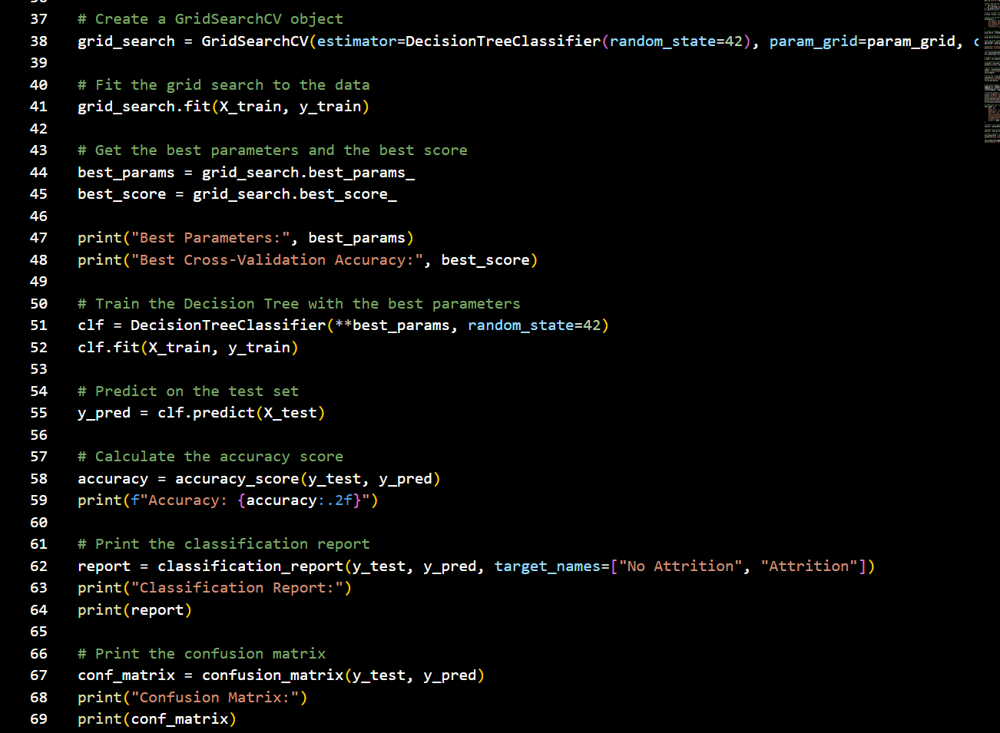 37 # Create a GridSearchCV object
38 grid_search = GridSearchCV(estimator=DecisionTreeClassifier(random_state=42), param_grid=param_grid,
39
40 # Fit the grid search to the data
41 grid_search.fit(X_train, y_train)
42
43 # Get the best parameters and the best score
44 best_params = grid_search.best_params_
45 best_score = grid_search.best_score_
46
47 print("Best Parameters:", best_params)
48 print("Best Cross-Validation Accuracy:", best_score)
49
50 # Train the Decision Tree with the best parameters
51 clf = DecisionTreeClassifier(**best_params, random_state=42)
52 clf.fit(X_train, y_train)
53
54 # Predict on the test set
55 y_pred = clf.predict(X_test)
56
57 # Calculate the accuracy score
58 accuracy = accuracy_score(y_test, y_pred)
59 print(f"Accuracy: {accuracy:.2f}")
60
61 # Print the classification report
62 report = classification_report(y_test, y_pred, target_names=["No Attrition", "Attrition"])
63 print("Classification Report:")
64 print(report)
65
66 # Print the confusion matrix
67 conf_matrix = confusion_matrix(y_test, y_pred)
68 print("Confusion Matrix:")
69 print(conf_matrix)